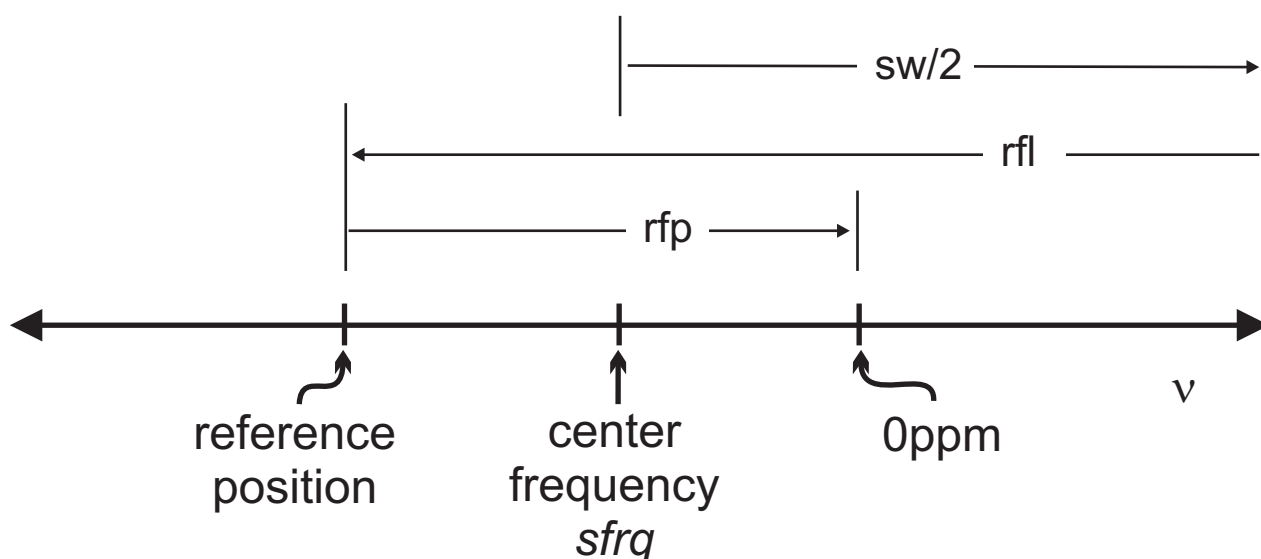 sw/2
rfl
rfp
reference
position
center
frequency
sfrq
0ppm
ν